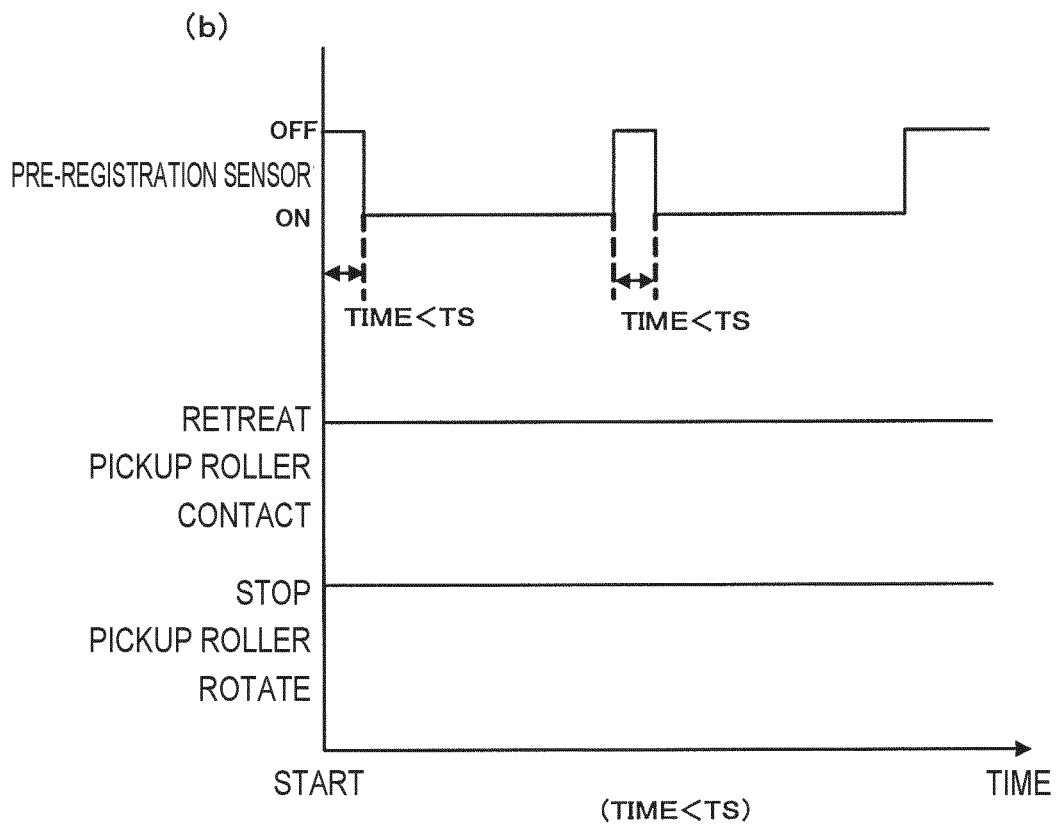 (b)
OFF
PRE-REGISTRATION SENSOR
ON
TIME<TS
TIME<TS
RETREAT
PICKUP ROLLER
CONTACT
STOP
PICKUP ROLLER
ROTATE
START
TIME
(TIME<TS)